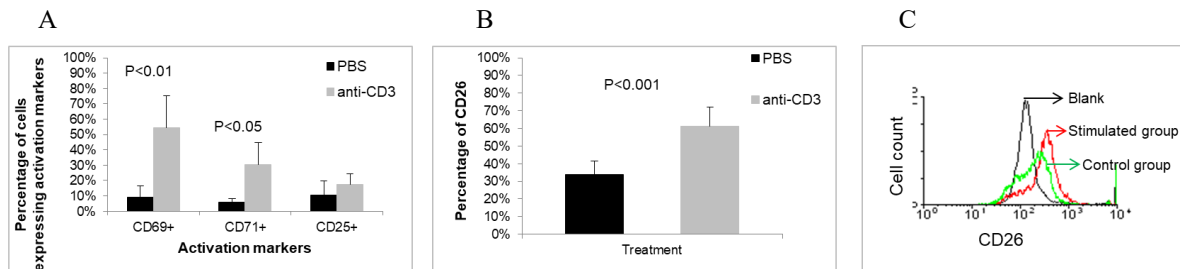 A
Percentage of cells
expressing activation markers
100%
90%
80%
70%
60%
50%
40%
30%
20%
10%
0%
P<0.01
P<0.05
PBS
anti-CD3
CD69+
CD71+
CD25+
Activation markers
B
Percentage of CD26
100%
90%
80%
70%
60%
50%
40%
30%
20%
10%
0%
P<0.001
PBS
anti-CD3
Treatment
C
Cell count
Blank
Stimulated group
Control group
10⁰
10¹
10²
10³
10⁴
CD26